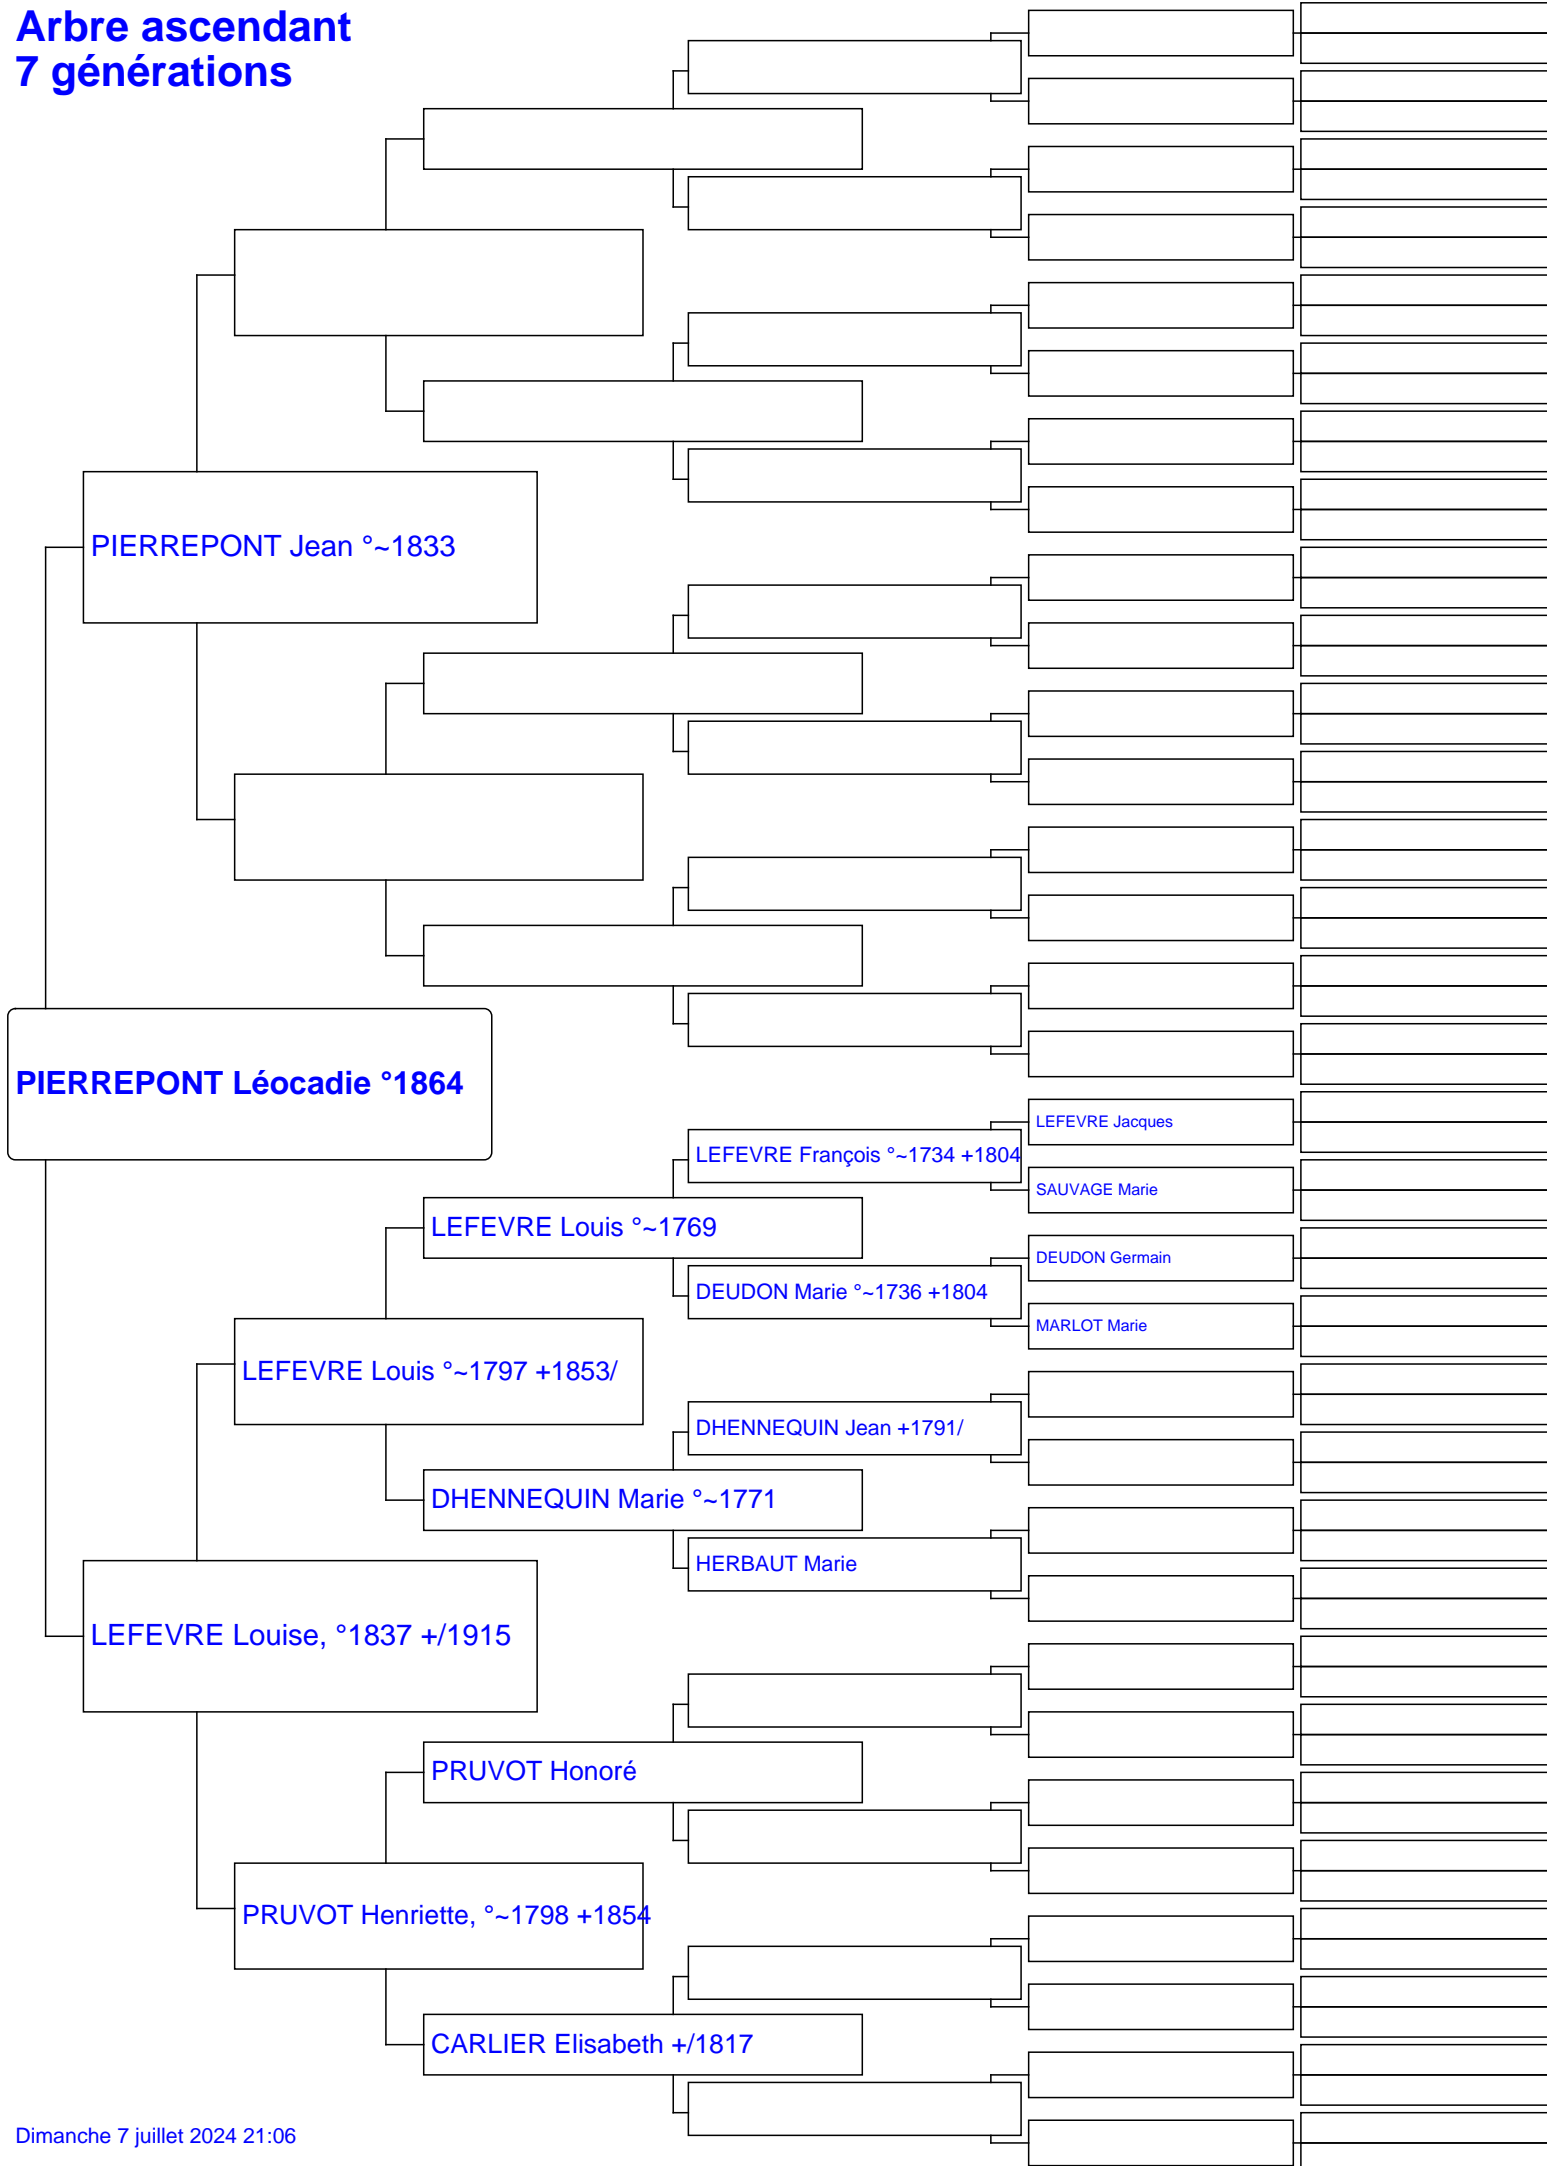 Arbre ascendant
7 générations
PIERREPONT Jean °~1833
PIERREPONT Léocadie °1864
LEFEVRE Jacques
LEFEVRE François °~1734 +1804
SAUVAGE Marie
LEFEVRE Louis °~1769
DEUDON Germain
DEUDON Marie °~1736 +1804
MARLOT Marie
LEFEVRE Louis °~1797 +1853/
DHENNEQUIN Jean +1791/
DHENNEQUIN Marie °~1771
HERBAUT Marie
LEFEVRE Louise, °1837 +/1915
PRUVOT Honoré
PRUVOT Henriette, °~1798 +1854
CARLIER Elisabeth +/1817
Dimanche 7 juillet 2024 21:06